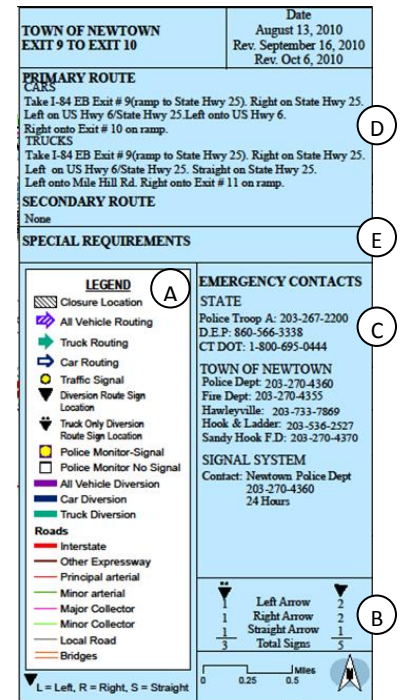 TOWN OF NEWTOWN
EXIT 9 TO EXIT 10
Date
August 13, 2010
Rev. September 16, 2010
Rev. Oct 6, 2010
PRIMARY ROUTE
CARS
Take I-84 EB Exit # 9(ramp to State Hwy 25). Right on State Hwy 25.
Left on US Hwy 6/State Hwy 25.Left onto US Hwy 6.
Right onto Exit # 10 on ramp.
TRUCKS
Take I-84 EB Exit # 9(ramp to State Hwy 25). Right on State Hwy 25.
Left on US Hwy 6/State Hwy 25. Straight on State Hwy 25.
Left onto Mile Hill Rd. Right onto Exit # 11 on ramp.
D
SECONDARY ROUTE
None
SPECIAL REQUIREMENTS
E
LEGEND
A
Closure Location
All Vehicle Routing
Truck Routing
Car Routing
Traffic Signal
Diversion Route Sign
Location
Truck Only Diversion
Route Sign Location
Police Monitor-Signal
Police Monitor No Signal
All Vehicle Diversion
Car Diversion
Truck Diversion
Roads
Interstate
Other Expressway
Principal arterial
Minor arterial
Major Collector
Minor Collector
Local Road
Bridges
L = Left, R = Right, S = Straight
EMERGENCY CONTACTS
STATE
Police Troop A: 203-267-2200
D.E.P: 860-566-3338
CT DOT: 1-800-695-0444
C
TOWN OF NEWTOWN
Police Dept: 203-270-4360
Fire Dept: 203-270-4355
Hawleyville: 203-733-7869
Hook & Ladder: 203-536-2527
Sandy Hook F.D: 203-270-4370
SIGNAL SYSTEM
Contact: Newtown Police Dept
203-270-4360
24 Hours
1 Left Arrow 2
1 Right Arrow 2
1 Straight Arrow 1
3 Total Signs 5
B
Miles
0 0.25 0.5